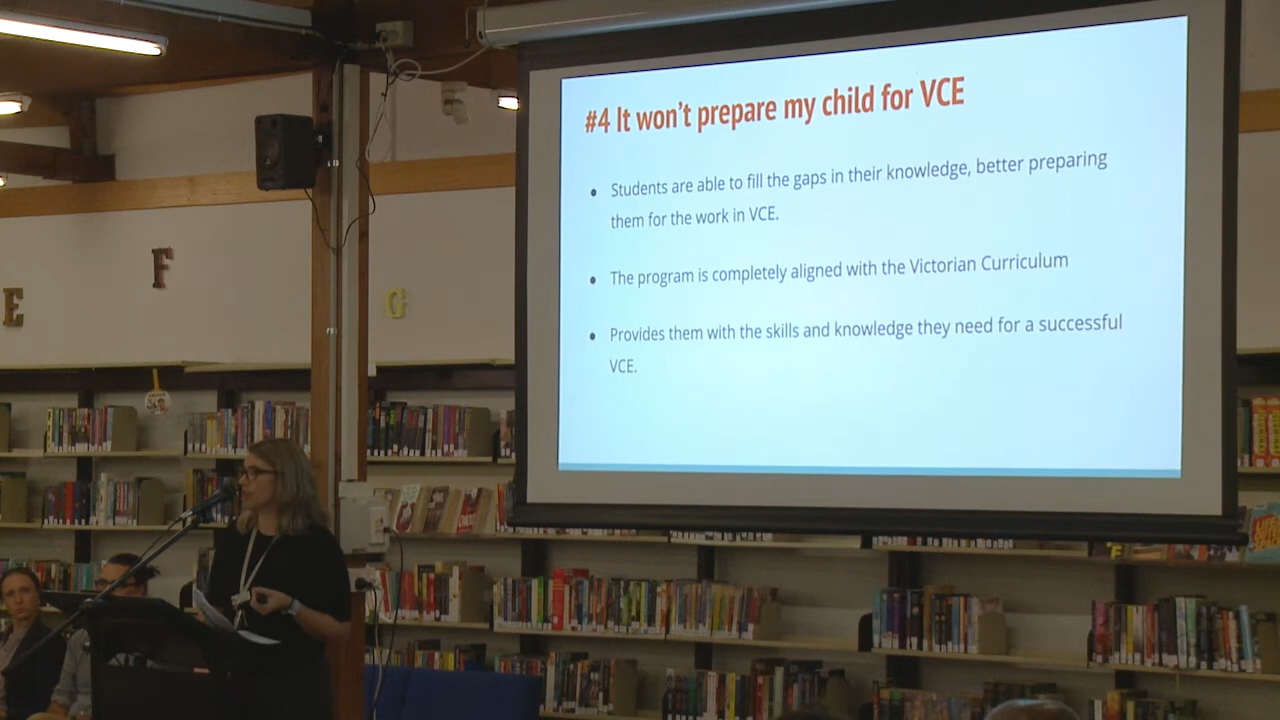 #4 It won't prepare my child for VCE
● Students are able to fill the gaps in their knowledge, better preparing
them for the work in VCE.
● The program is completely aligned with the Victorian Curriculum
● Provides them with the skills and knowledge they need for a successful
VCE.
E
F
G